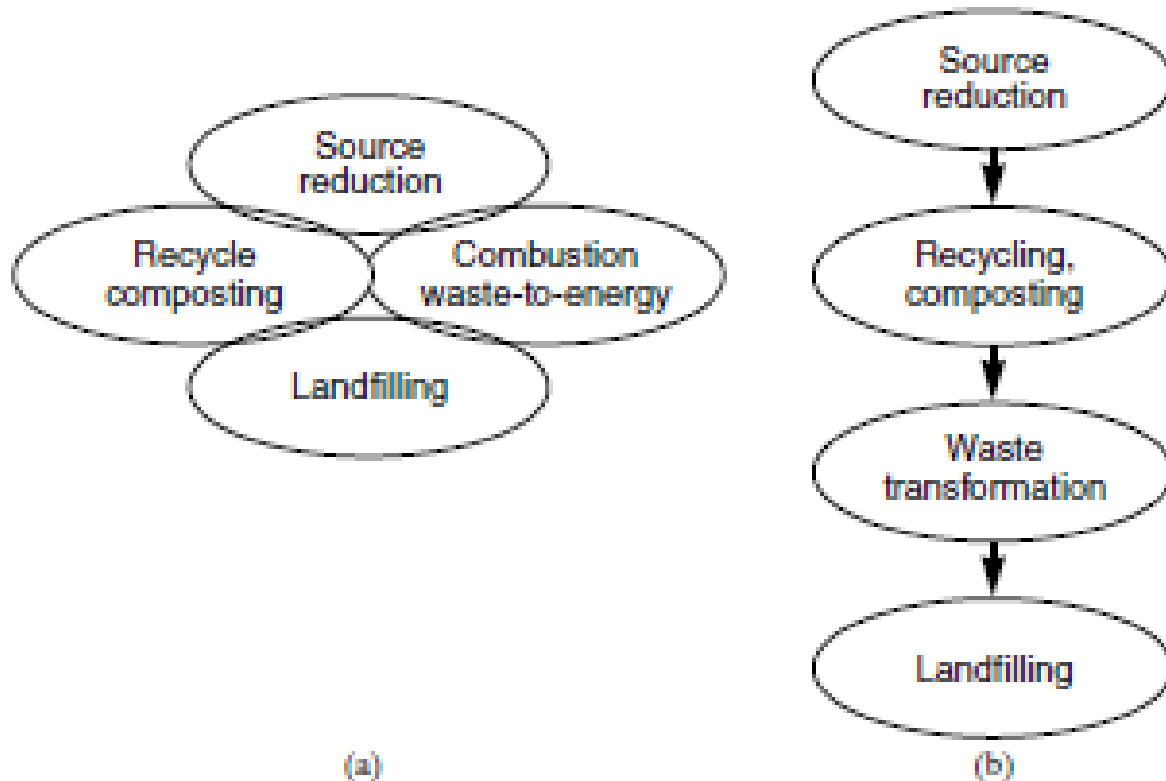 Source
reduction
Recycle
composting
Combustion
waste-to-energy
Landfilling
(a)
Source
reduction
Recycling,
composting
Waste
transformation
Landfilling
(b)